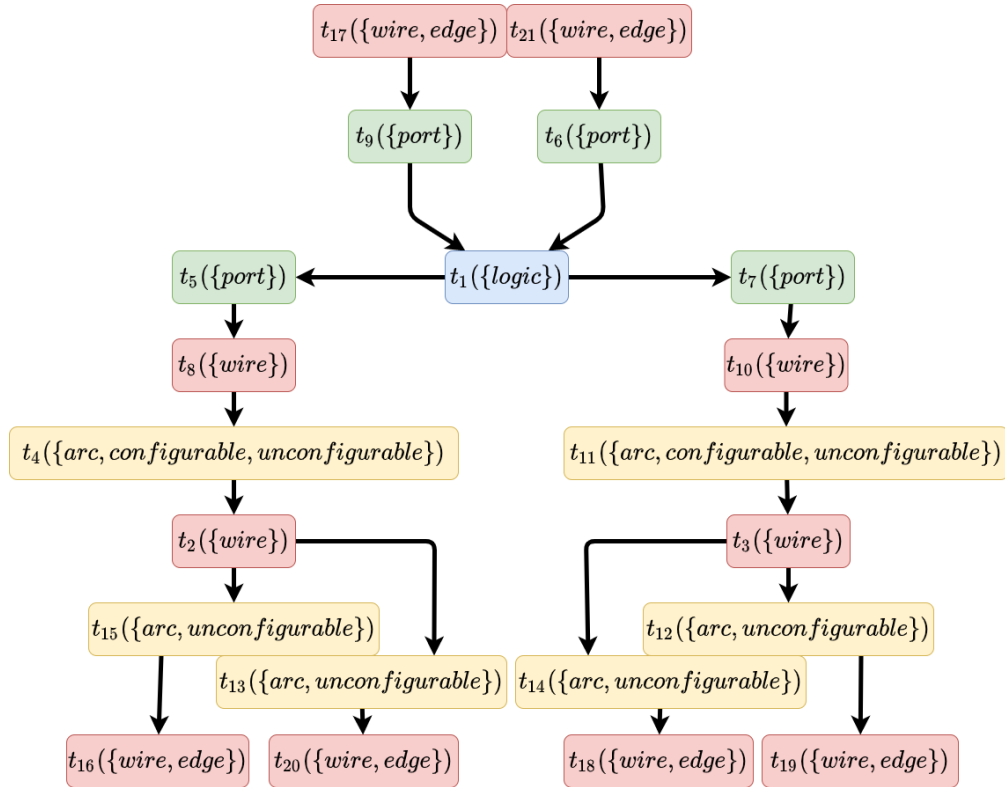 t₁₇({wire, edge}) t₂₁({wire, edge})
t₉({port}) t₆({port})
t₅({port}) t₁({logic}) t₇({port})
t₈({wire}) t₁₀({wire})
t₄({arc, configurable, unconfigurable}) t₁₁({arc, configurable, unconfigurable})
t₂({wire}) t₃({wire})
t₁₅({arc, unconfigurable}) t₁₂({arc, unconfigurable})
t₁₃({arc, unconfigurable}) t₁₄({arc, unconfigurable})
t₁₆({wire, edge}) t₂₀({wire, edge}) t₁₈({wire, edge}) t₁₉({wire, edge})